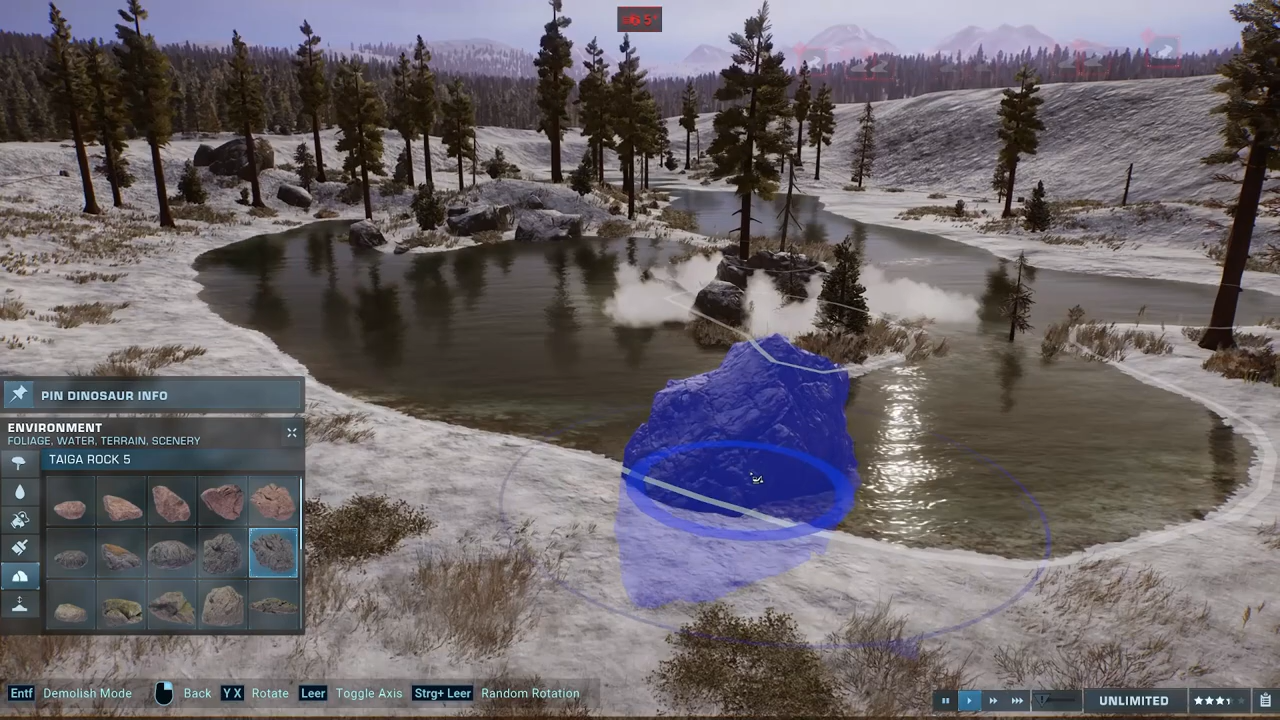 5*
PIN DINOSAUR INFO
ENVIRONMENT
FOLIAGE, WATER, TERRAIN, SCENERY
TAIGA ROCK 5
Entf Demolish Mode Back Y X Rotate Leer Toggle Axis Strg+ Leer Random Rotation
UNLIMITED